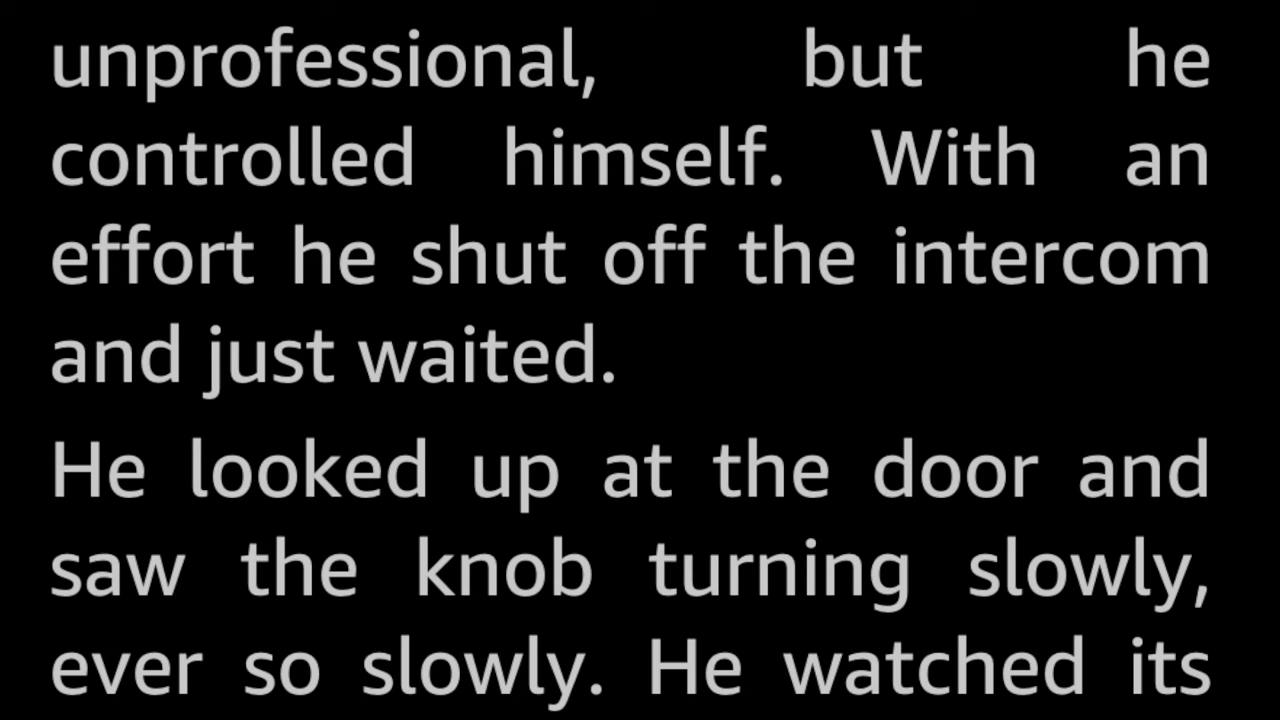 unprofessional, but he
controlled himself. With an
effort he shut off the intercom
and just waited.
He looked up at the door and
saw the knob turning slowly,
ever so slowly. He watched its